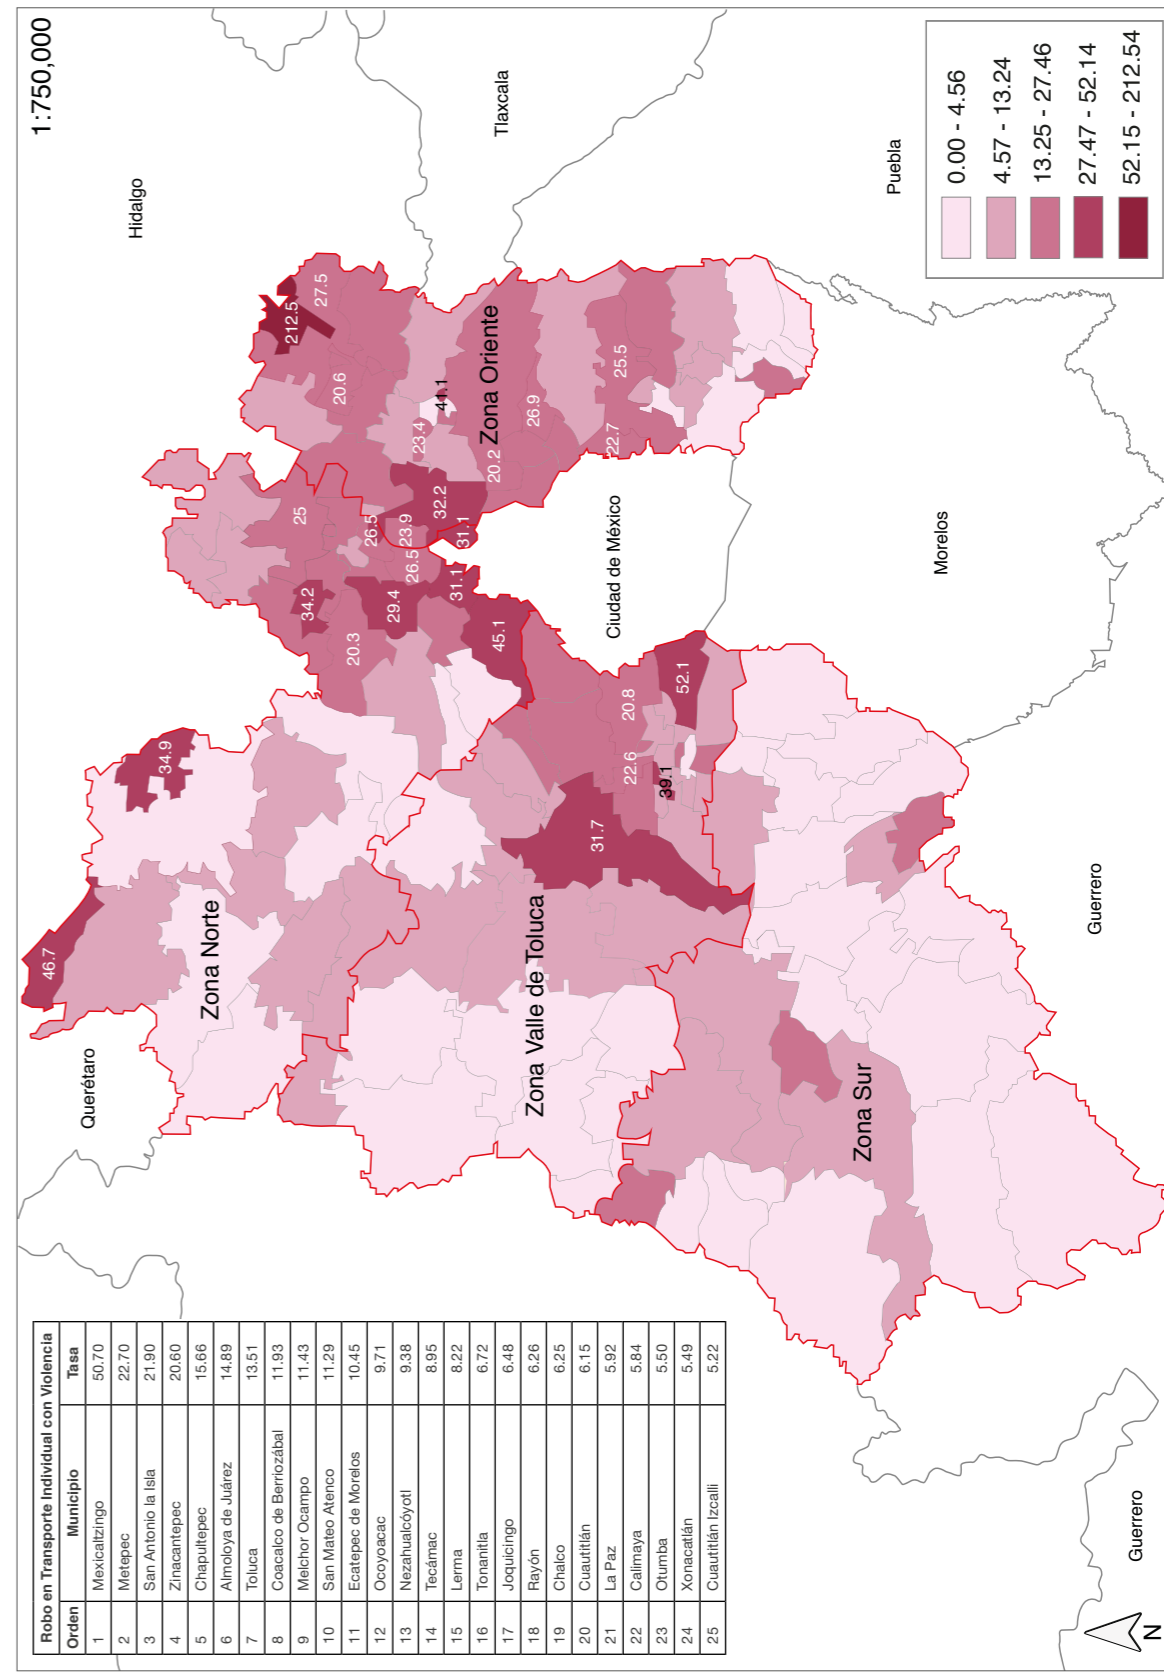 Robo en Transporte Individual con Violencia
Orden Municipio Tasa
1 Mexicaltzingo 50.70
2 Metepec 22.70
3 San Antonio la Isla 21.90
4 Zinacantepec 20.60
5 Chapultepec 15.66
6 Almoloya de Juárez 14.89
7 Toluca 13.51
8 Coacalco de Berriozábal 11.93
9 Melchor Ocampo 11.43
10 San Mateo Atenco 11.29
11 Ecatepec de Morelos 10.45
12 Ocoyoacac 9.71
13 Nezahualcóyotl 9.38
14 Tecámac 8.95
15 Lerma 8.22
16 Tonanitla 6.72
17 Joquicingo 6.48
18 Rayón 6.26
19 Chalco 6.25
20 Cuautitlán 6.15
21 La Paz 5.92
22 Calimaya 5.84
23 Otumba 5.50
24 Xonacatlán 5.49
25 Cuautitlán Izcalli 5.22
1:750,000
Querétaro
Hidalgo
Tlaxcala
Puebla
Morelos
Guerrero
Guerrero
Ciudad de México
Zona Norte
Zona Valle de Toluca
Zona Sur
Zona Oriente
46.7
34.9
212.5
27.5
20.6
25
34.2
20.3
26.5
23.9
26.5
29.4
23.4
41.1
32.2
31.1
31.1
45.1
20.2
26.9
25.5
22.7
20.8
52.1
22.6
39.1
31.7
0.00 - 4.56
4.57 - 13.24
13.25 - 27.46
27.47 - 52.14
52.15 - 212.54
N